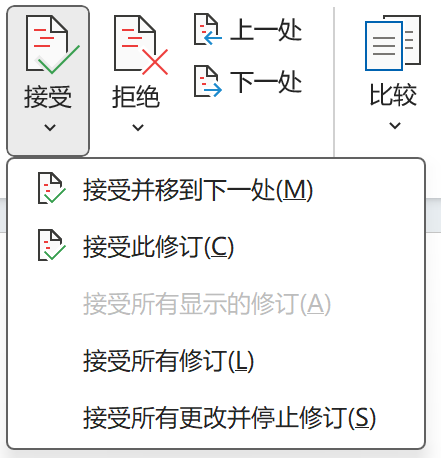 接受
拒绝
上一处
下一处
比较
接受并移到下一处(M)
接受此修订(C)
接受所有显示的修订(A)
接受所有修订(L)
接受所有更改并停止修订(S)